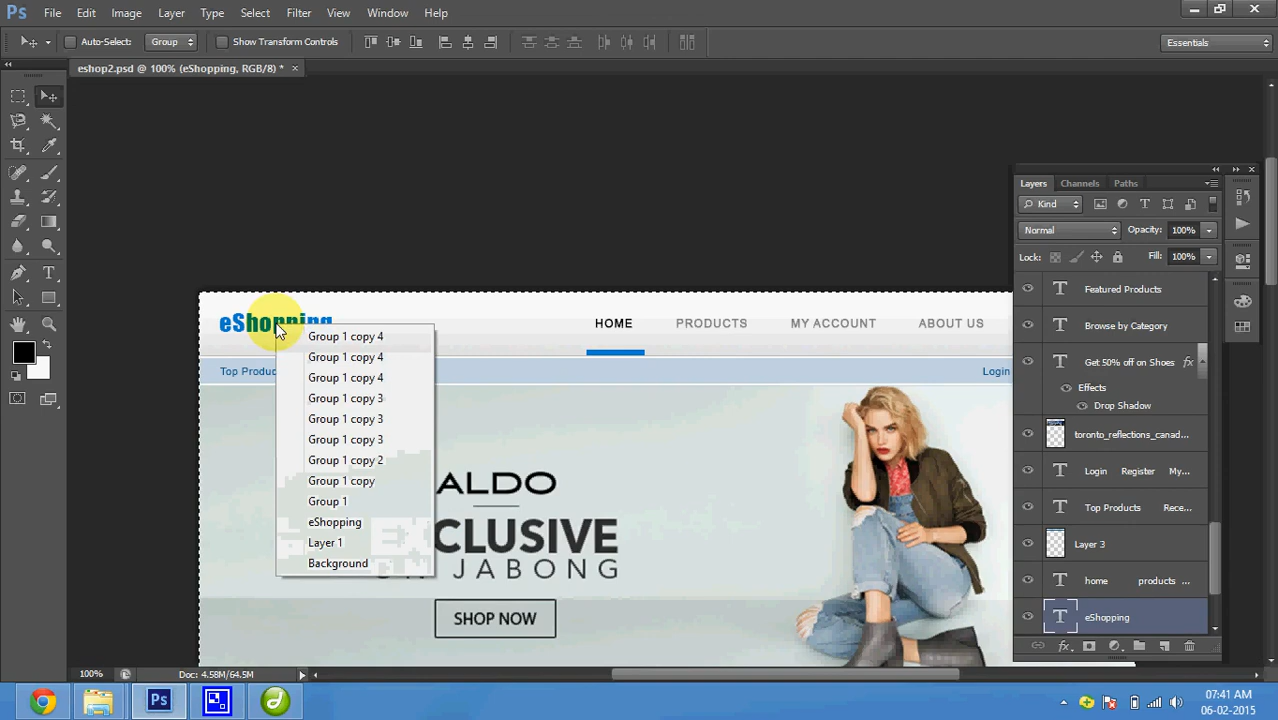 Ps File Edit Image Layer Type Select Filter View Window Help
Auto-Select: Group Show Transform Controls Essentials
eshop2.psd @ 100% (eShopping, RGB/8) * ×
Layers Channels Paths
Kind
Normal Opacity: 100%
Lock: Fill: 100%
Featured Products
Browse by Category
Get 50% off on Shoes fx
Effects
Drop Shadow
toronto_reflections_canad...
Login Register My...
Top Products Rece...
Layer 3
home products ...
eShopping
eShopping
HOME PRODUCTS MY ACCOUNT ABOUT US
Top Produc
Login
Group 1 copy 4
Group 1 copy 4
Group 1 copy 4
Group 1 copy 3
Group 1 copy 3
Group 1 copy 3
Group 1 copy 2
Group 1 copy
Group 1
eShopping
Layer 1
Background
ALDO
CLUSIVE
JABONG
SHOP NOW
100% Doc: 4.58M/64.5M
Ps
07:41 AM
06-02-2015